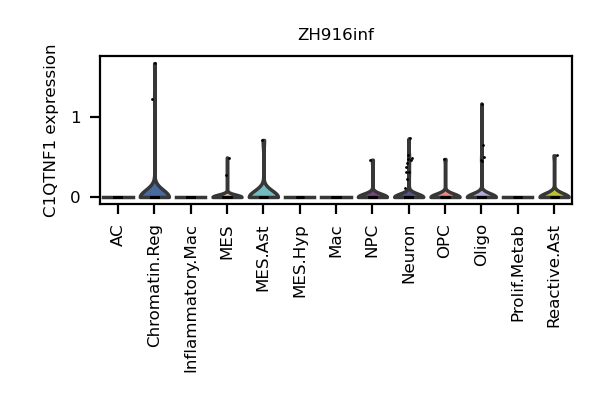 ZH916inf
C1QTNF1 expression
1
0
AC
Chromatin.Reg
Inflammatory.Mac
MES
MES.Ast
MES.Hyp
Mac
NPC
Neuron
OPC
Oligo
Prolif.Metab
Reactive.Ast